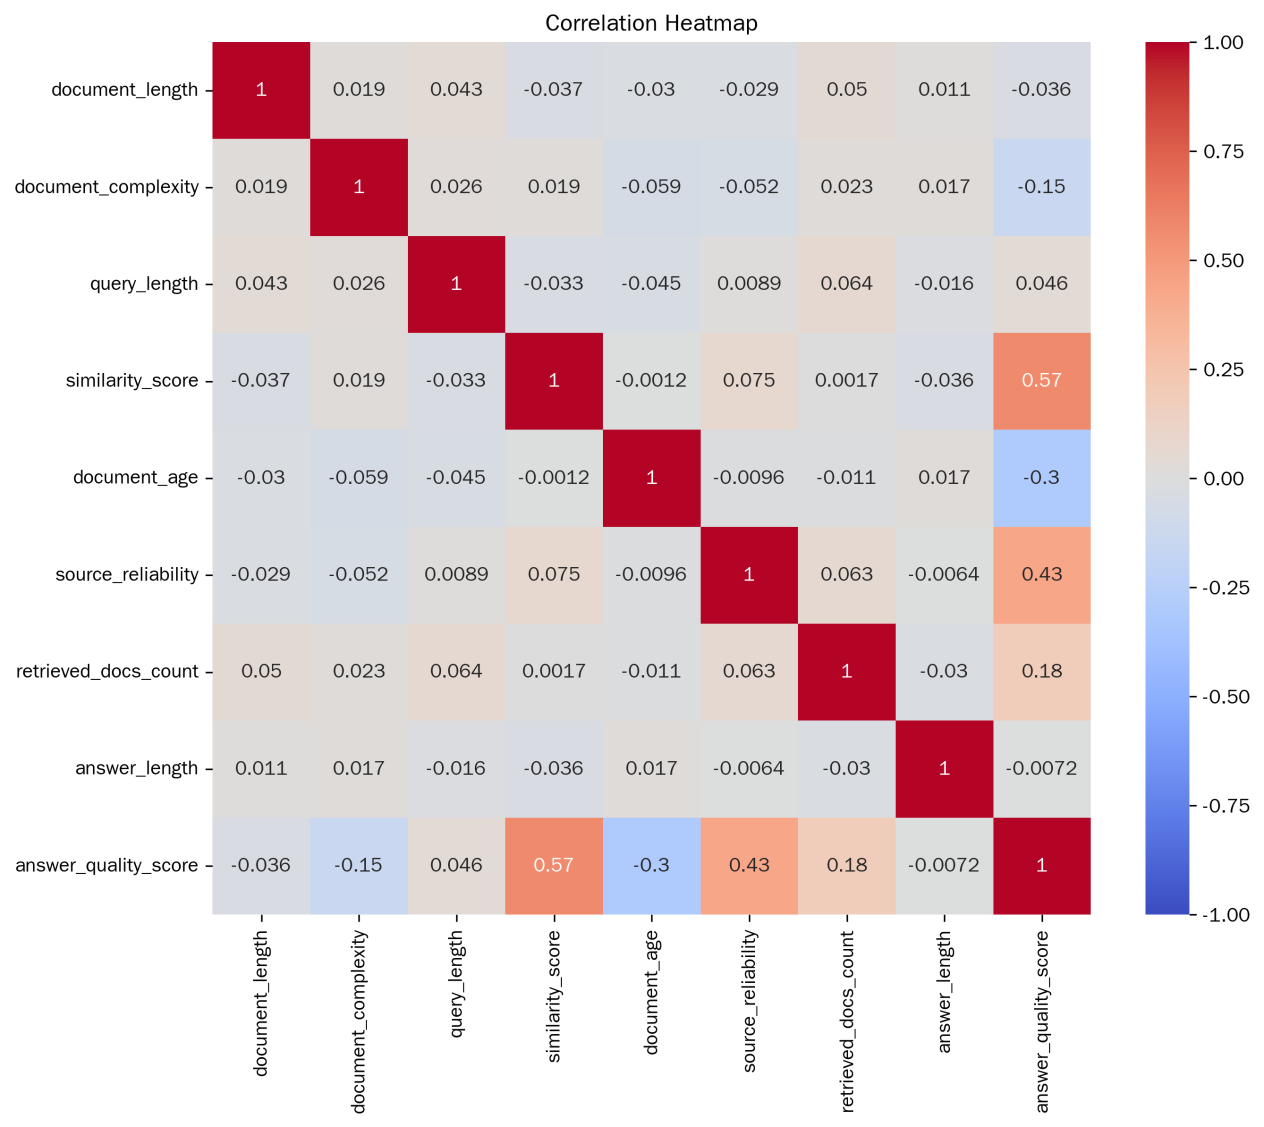 Correlation Heatmap
document_length 1 0.019 0.043 -0.037 -0.03 -0.029 0.05 0.011 -0.036
document_complexity 0.019 1 0.026 0.019 -0.059 -0.052 0.023 0.017 -0.15
query_length 0.043 0.026 1 -0.033 -0.045 0.0089 0.064 -0.016 0.046
similarity_score -0.037 0.019 -0.033 1 -0.0012 0.075 0.0017 -0.036 0.57
document_age -0.03 -0.059 -0.045 -0.0012 1 -0.0096 -0.011 0.017 -0.3
source_reliability -0.029 -0.052 0.0089 0.075 -0.0096 1 0.063 -0.0064 0.43
retrieved_docs_count 0.05 0.023 0.064 0.0017 -0.011 0.063 1 -0.03 0.18
answer_length 0.011 0.017 -0.016 -0.036 0.017 -0.0064 -0.03 1 -0.0072
answer_quality_score -0.036 -0.15 0.046 0.57 -0.3 0.43 0.18 -0.0072 1
document_length
document_complexity
query_length
similarity_score
document_age
source_reliability
retrieved_docs_count
answer_length
answer_quality_score
1.00
0.75
0.50
0.25
0.00
-0.25
-0.50
-0.75
-1.00